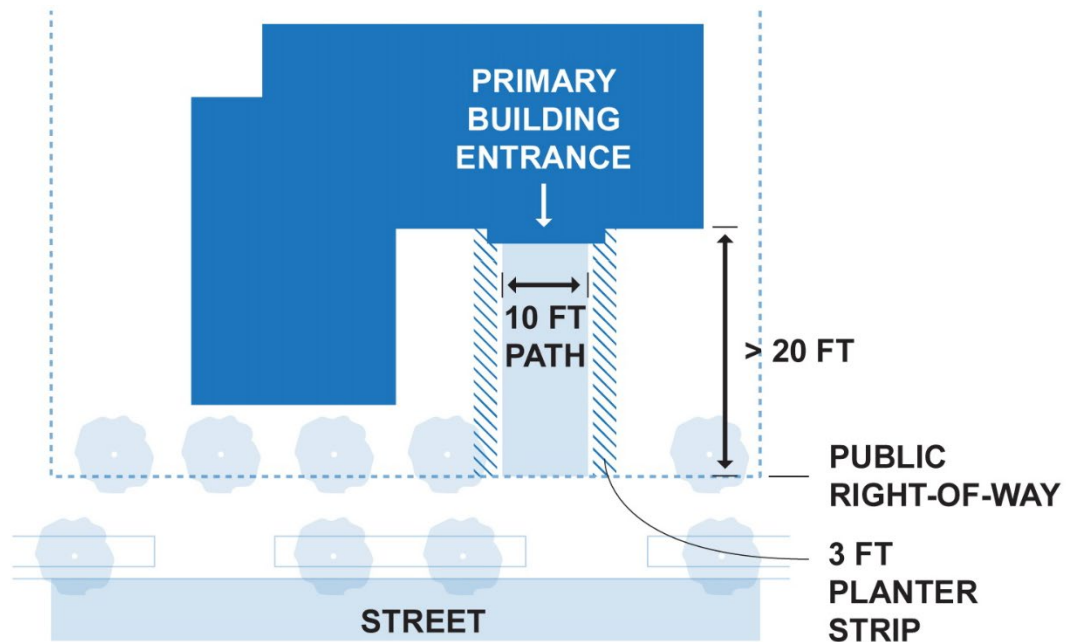 PRIMARY
BUILDING
ENTRANCE
10 FT
PATH
> 20 FT
PUBLIC
RIGHT-OF-WAY
3 FT
PLANTER
STRIP
STREET